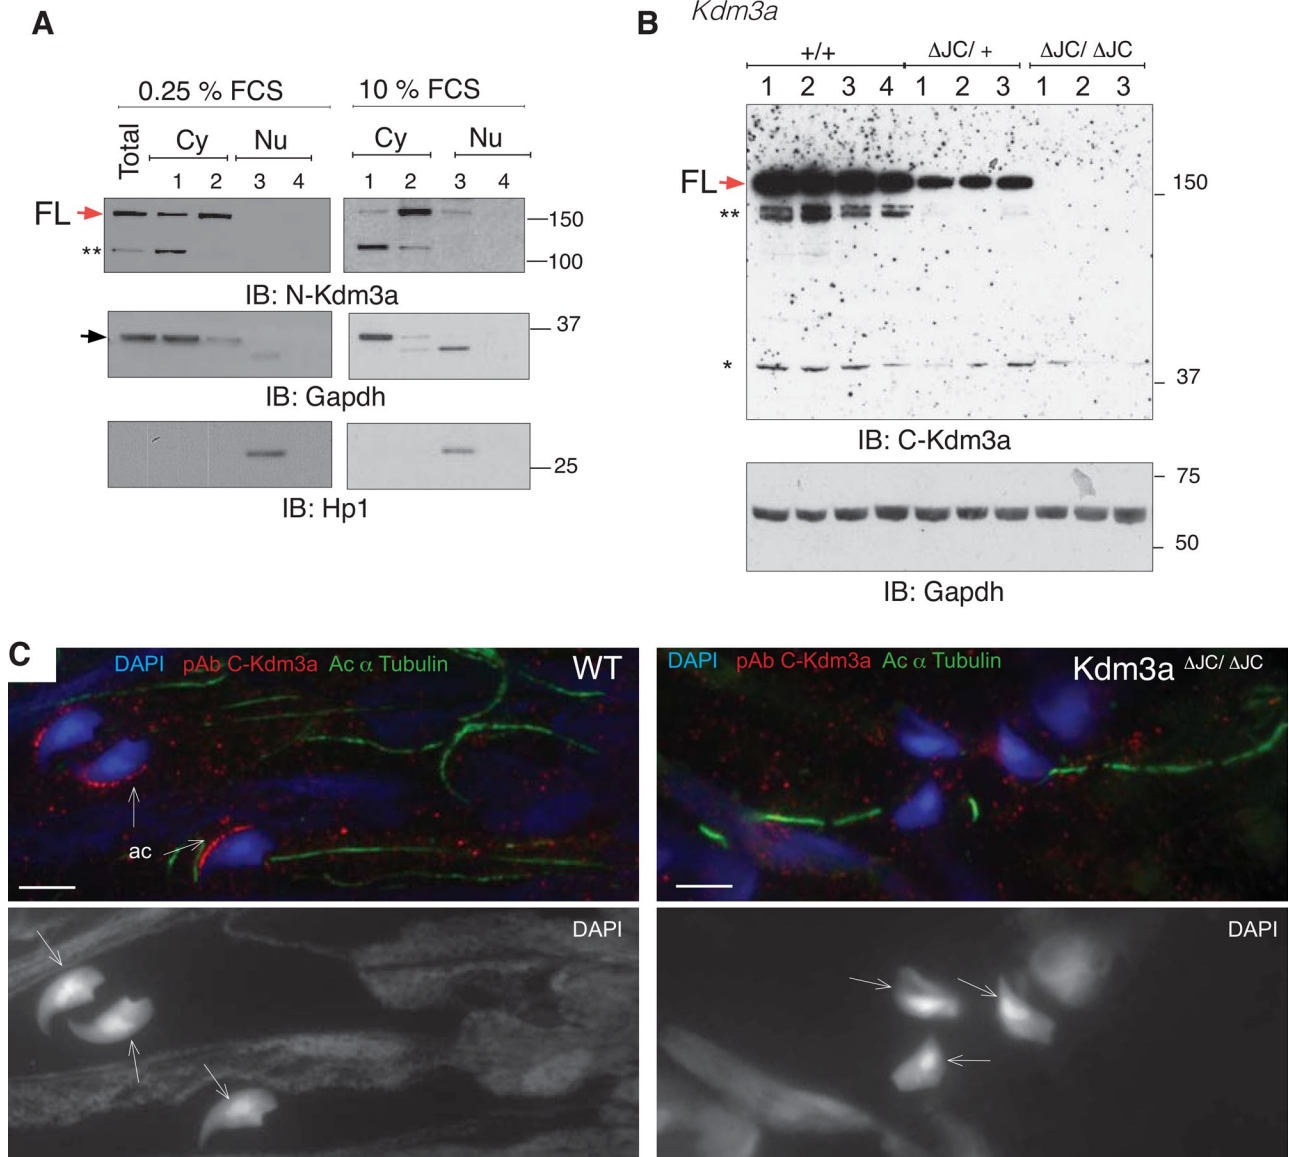 A
0.25 % FCS
10 % FCS
Total
Cy
Nu
Cy
Nu
1 2 3 4
1 2 3 4
FL
**
150
100
IB: N-Kdm3a
37
IB: Gapdh
25
IB: Hp1
B
Kdm3a
+/+
ΔJC/ +
ΔJC/ ΔJC
1 2 3 4 1 2 3 1 2 3
FL
**
*
150
37
IB: C-Kdm3a
75
50
IB: Gapdh
C
DAPI pAb C-Kdm3a Ac α Tubulin WT
ac
DAPI pAb C-Kdm3a Ac α Tubulin Kdm3a ΔJC/ ΔJC
DAPI
DAPI